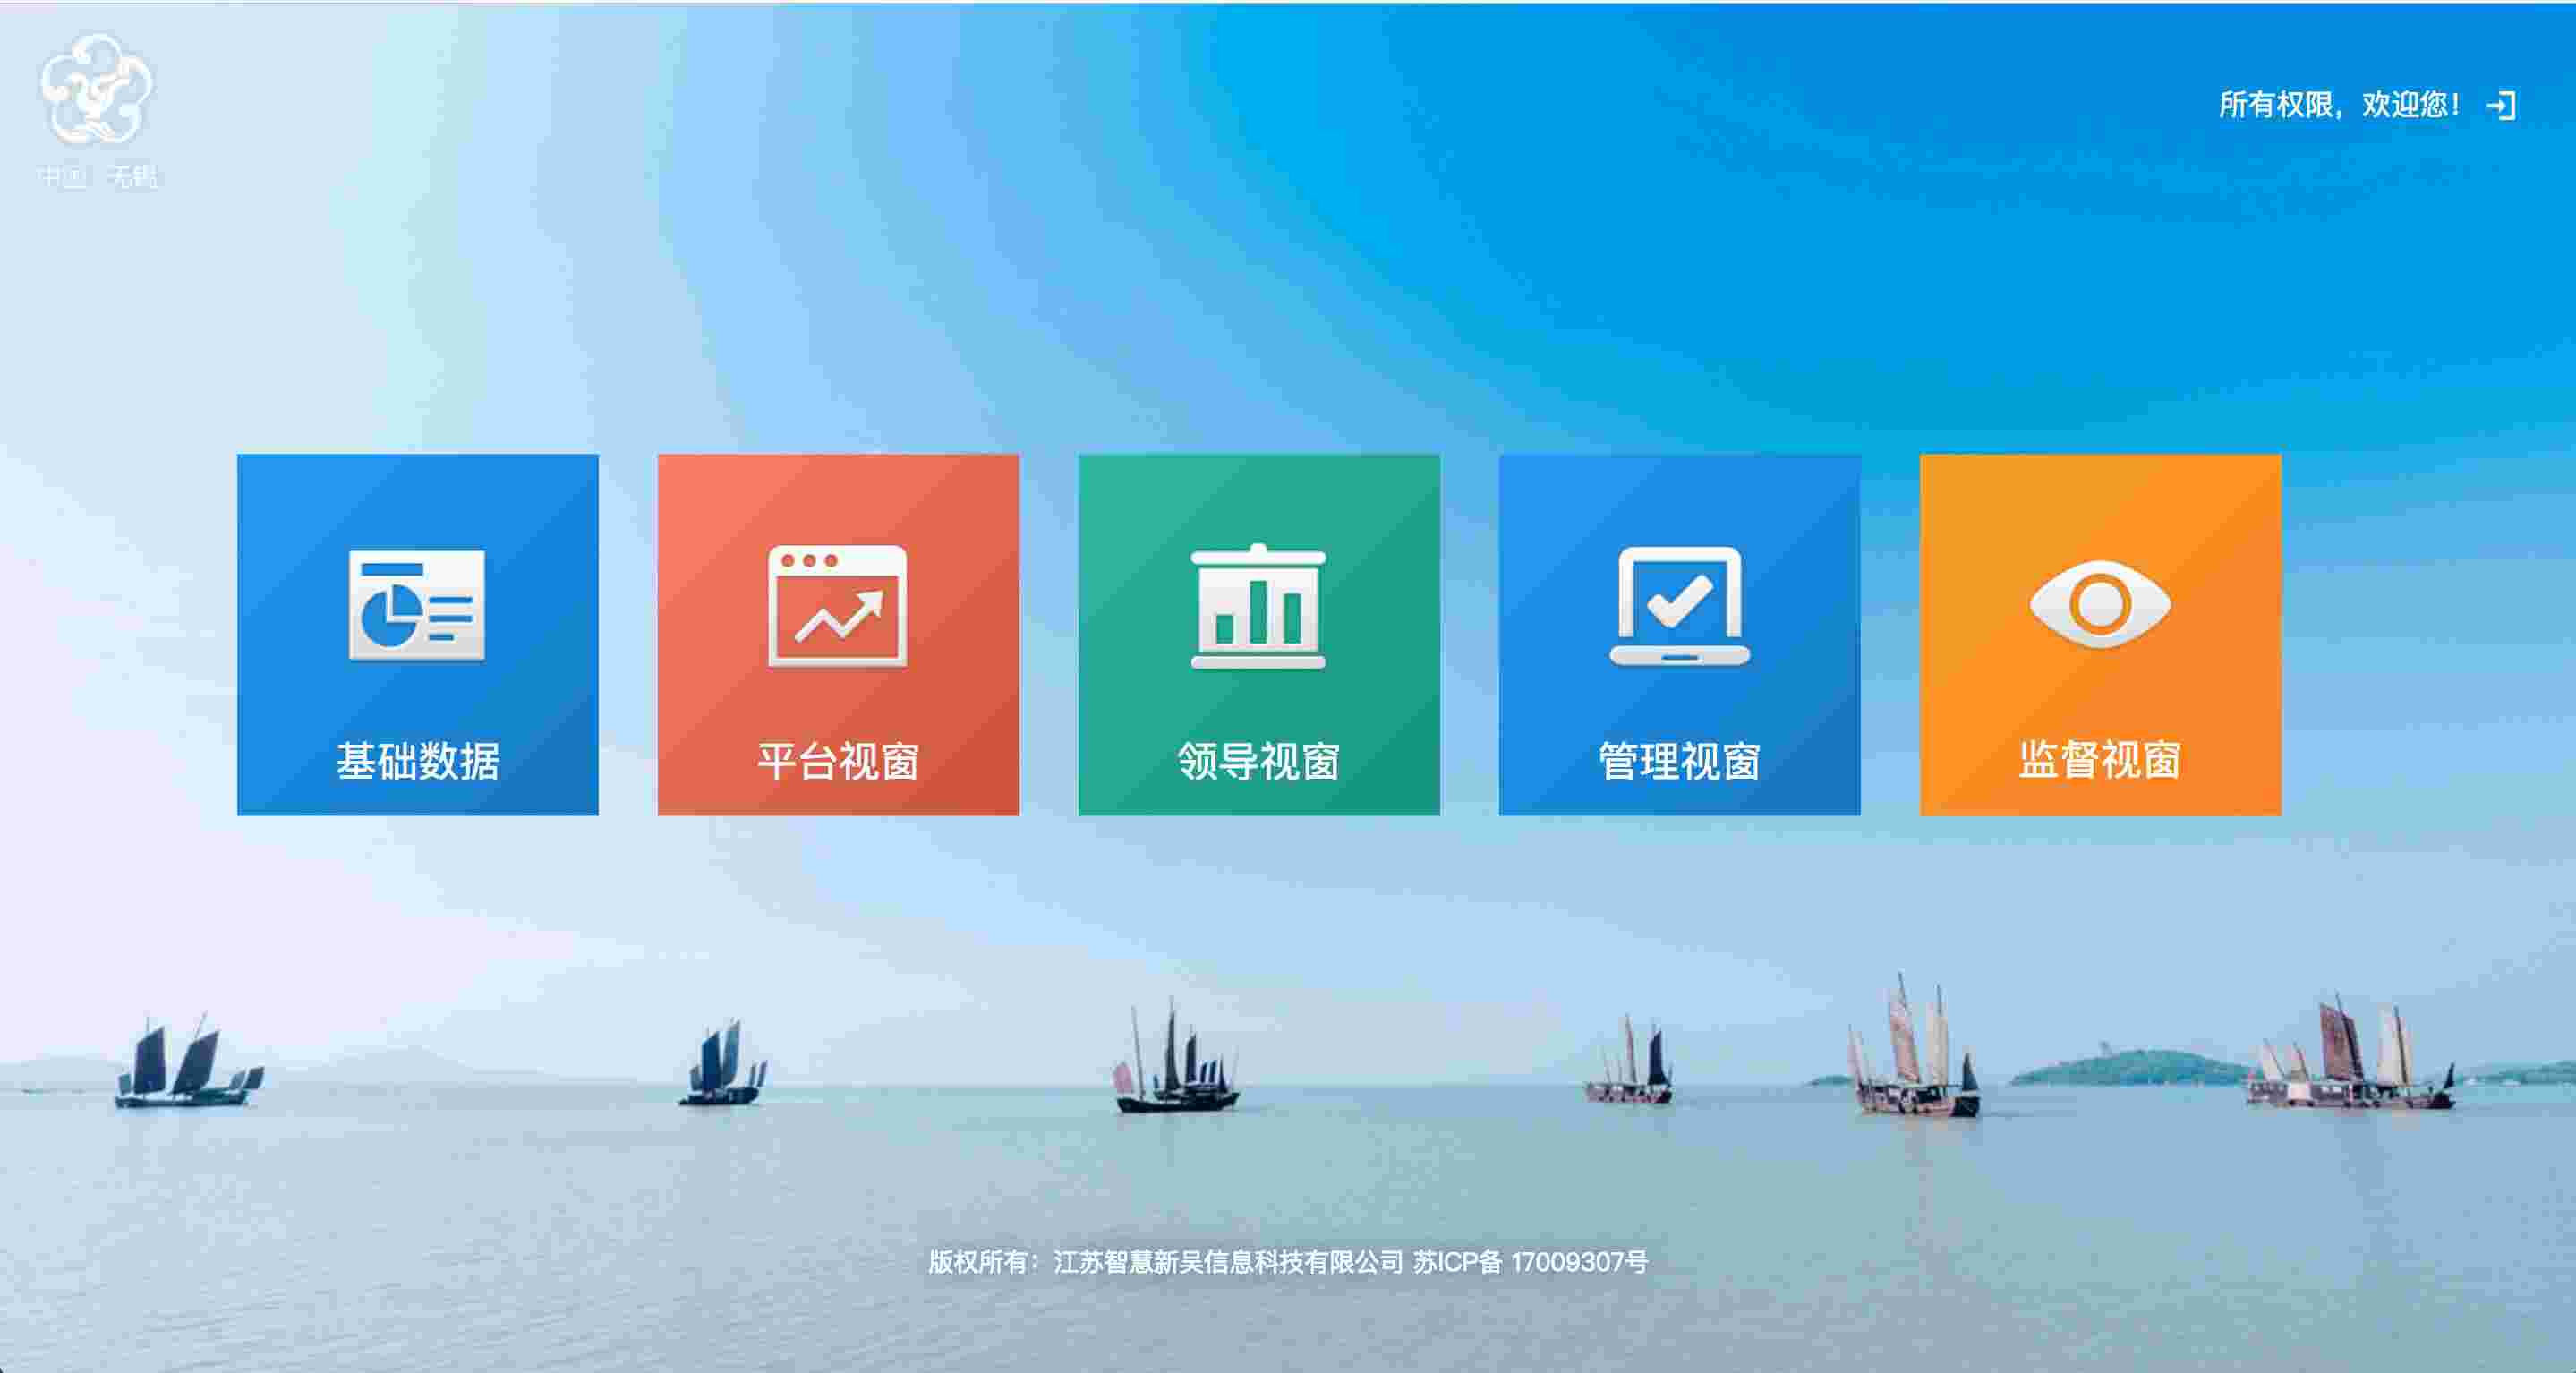 中国 无锡
所有权限，欢迎您！
基础数据
平台视窗
领导视窗
管理视窗
监督视窗
版权所有：江苏智慧新吴信息科技有限公司 苏ICP备 17009307号